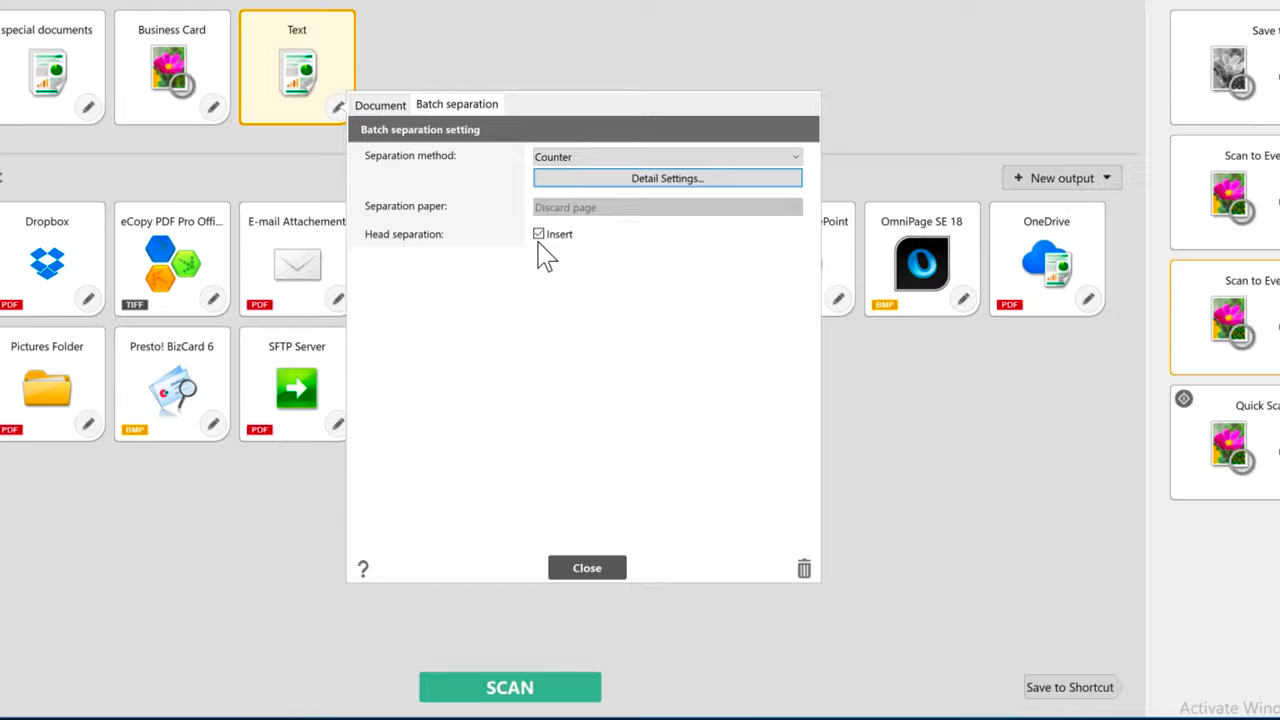 special documents
Business Card
Text
Save t
Document
Batch separation
Batch separation setting
Separation method:
Counter
Detail Settings...
Separation paper:
Discard page
Head separation:
Insert
+ New output
Scan to Eve
Dropbox
PDF
eCopy PDF Pro Offi...
TIFF
E-mail Attachement
PDF
Point
OmniPage SE 18
BMP
OneDrive
PDF
Scan to Eve
Pictures Folder
PDF
Presto! BizCard 6
BMP
SFTP Server
PDF
Quick Sca
?
Close
SCAN
Save to Shortcut
Activate Wind